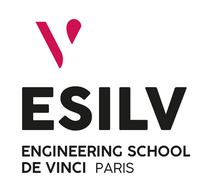 ESILV
ENGINEERING SCHOOL
DE VINCI PARIS